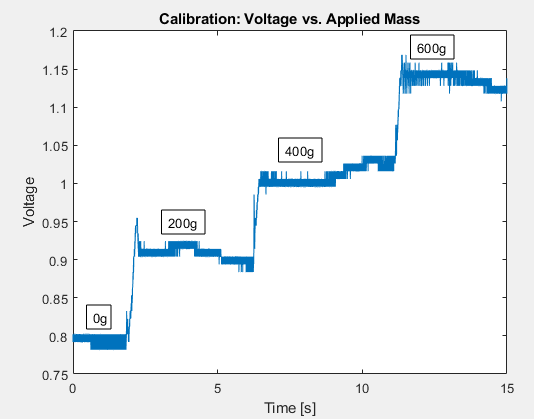 Calibration: Voltage vs. Applied Mass
1.2
1.15
1.1
1.05
1
0.95
0.9
0.85
0.8
0.75
Voltage
0g
200g
400g
600g
0
5
10
15
Time [s]